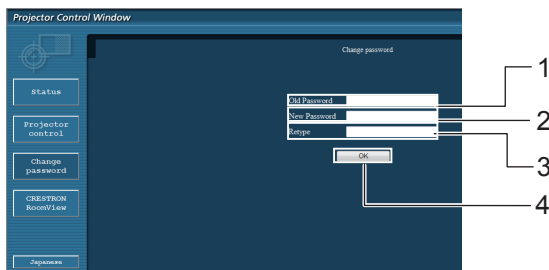 Projector Control Window
Change password
Status
Projector
control
Change
password
CRESTRON
RoomView
Japanese
Old Password
New Password
Retype
OK
1
2
3
4